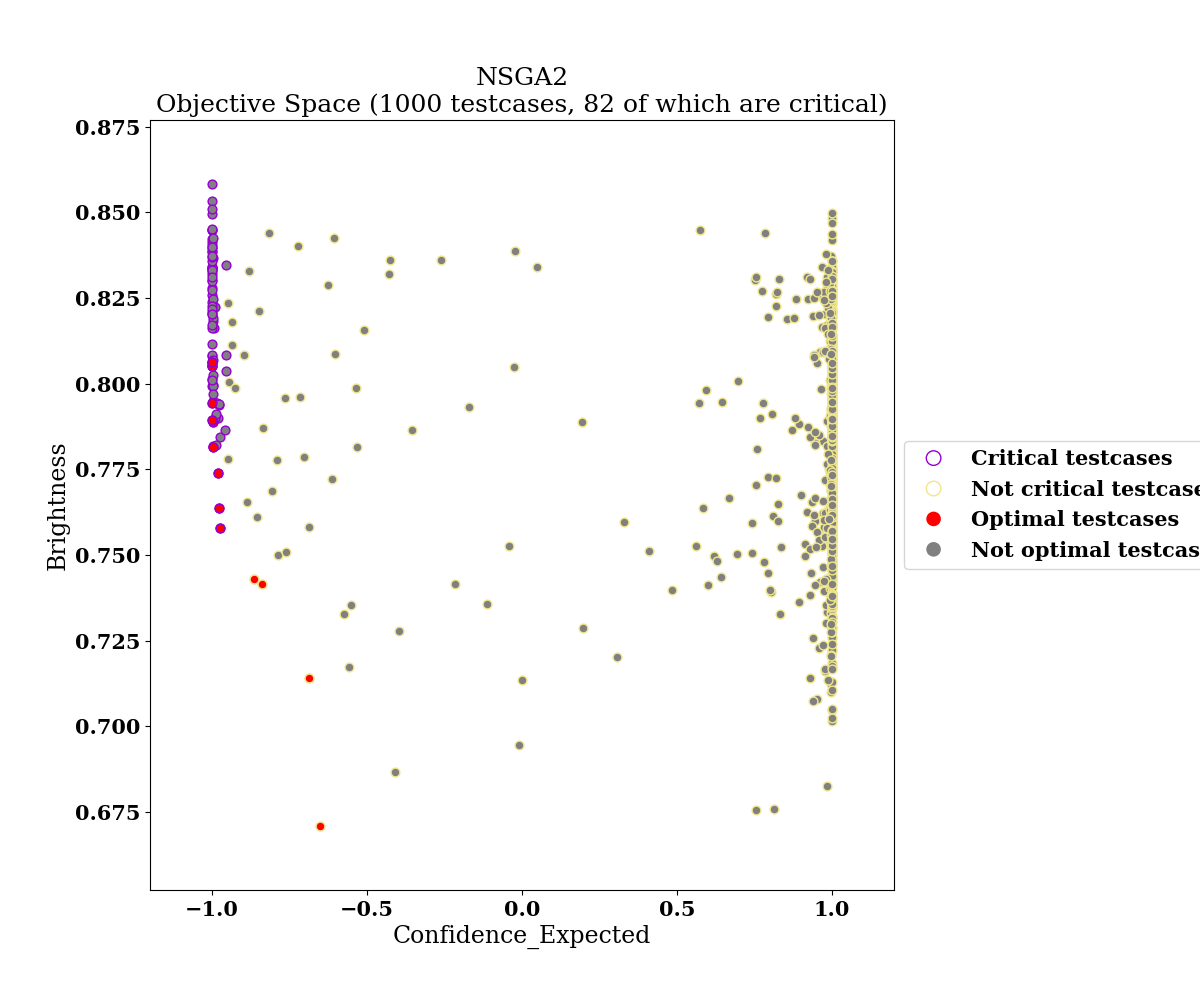 NSGA2
Objective Space (1000 testcases, 82 of which are critical)
0.875
0.850
0.825
0.800
0.775
0.750
0.725
0.700
0.675
Brightness
−1.0
−0.5
0.0
0.5
1.0
Confidence_Expected
Critical testcases
Not critical testcase
Optimal testcases
Not optimal testcas